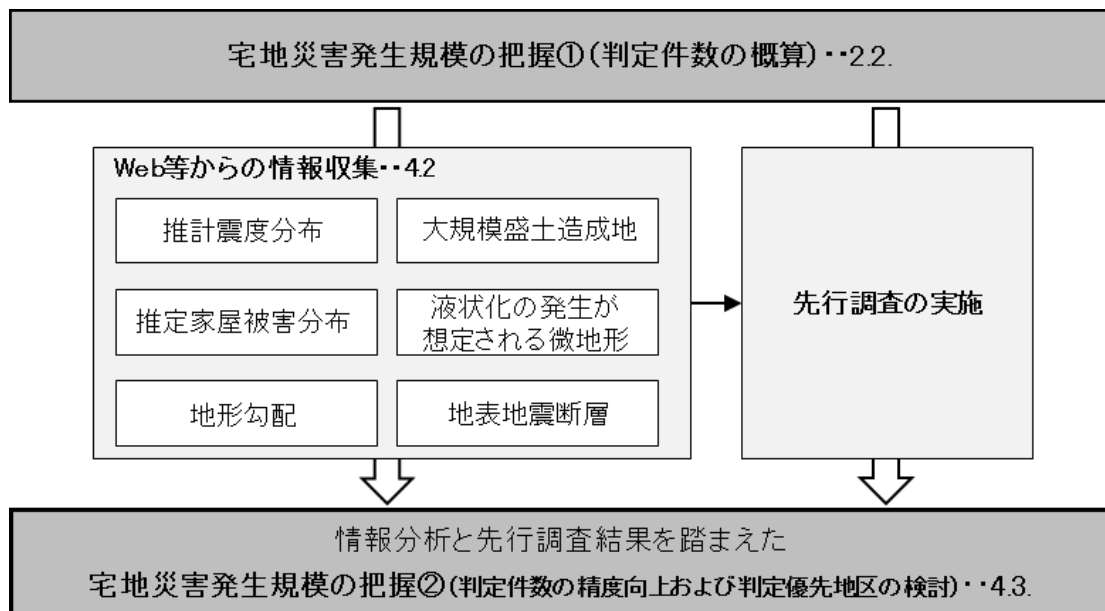 宅地災害発生規模の把握①(判定件数の概算)・・2.2.
Web等からの情報収集・・4.2
推計震度分布
大規模盛土造成地
推定家屋被害分布
液状化の発生が
想定される微地形
地形勾配
地表地震断層
先行調査の実施
情報分析と先行調査結果を踏まえた
宅地災害発生規模の把握②(判定件数の精度向上および判定優先地区の検討)・・4.3.